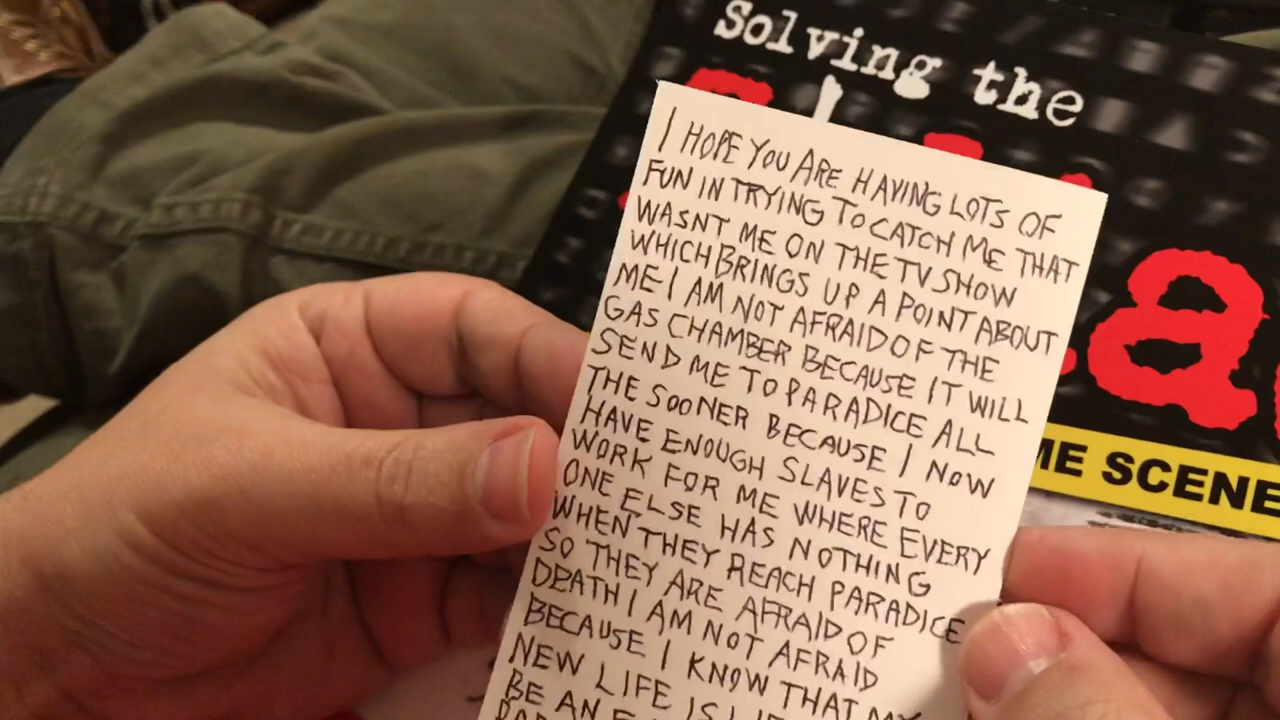 Solving the
I HOPE YOU ARE HAVING LOTS OF
FUN IN TRYING TO CATCH ME THAT
WASNT ME ON THE TV SHOW
WHICH BRINGS UP A POINT ABOUT
ME I AM NOT AFRAID OF THE
GAS CHAMBER BECAUSE IT WILL
SEND ME TO PARADICE ALL
THE SOONER BECAUSE I NOW
HAVE ENOUGH SLAVES TO
WORK FOR ME WHERE EVERY
ONE ELSE HAS NOTHING
WHEN THEY REACH PARADICE
SO THEY ARE AFRAID OF
DEATH I AM NOT AFRAID
BECAUSE I KNOW THAT MY
NEW LIFE IS
BE AN
SCENE